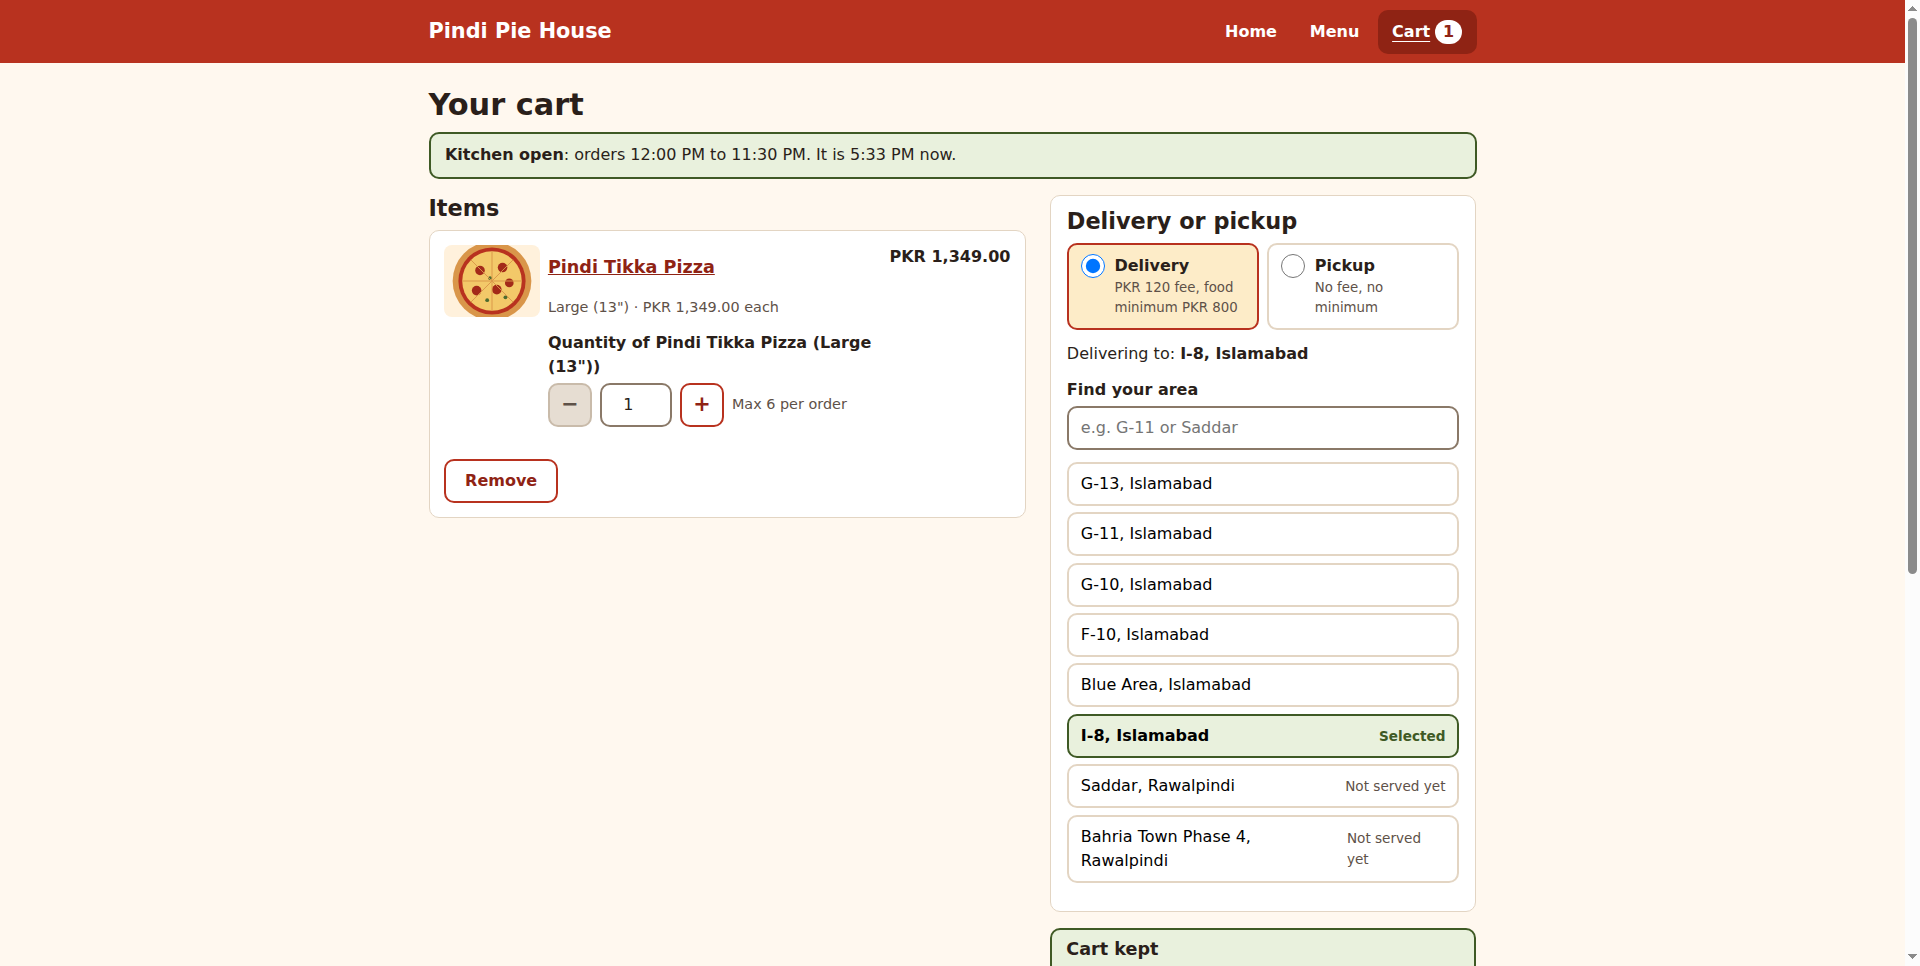 Pindi Pie House
Home
Menu
Cart 1
Your cart
Kitchen open: orders 12:00 PM to 11:30 PM. It is 5:33 PM now.
Items
Pindi Tikka Pizza
PKR 1,349.00
Large (13") · PKR 1,349.00 each
Quantity of Pindi Tikka Pizza (Large
(13"))
− 1 + Max 6 per order
Remove
Delivery or pickup
Delivery
PKR 120 fee, food
minimum PKR 800
Pickup
No fee, no
minimum
Delivering to: I-8, Islamabad
Find your area
e.g. G-11 or Saddar
G-13, Islamabad
G-11, Islamabad
G-10, Islamabad
F-10, Islamabad
Blue Area, Islamabad
I-8, Islamabad Selected
Saddar, Rawalpindi Not served yet
Bahria Town Phase 4,
Rawalpindi
Not served
yet
Cart kept